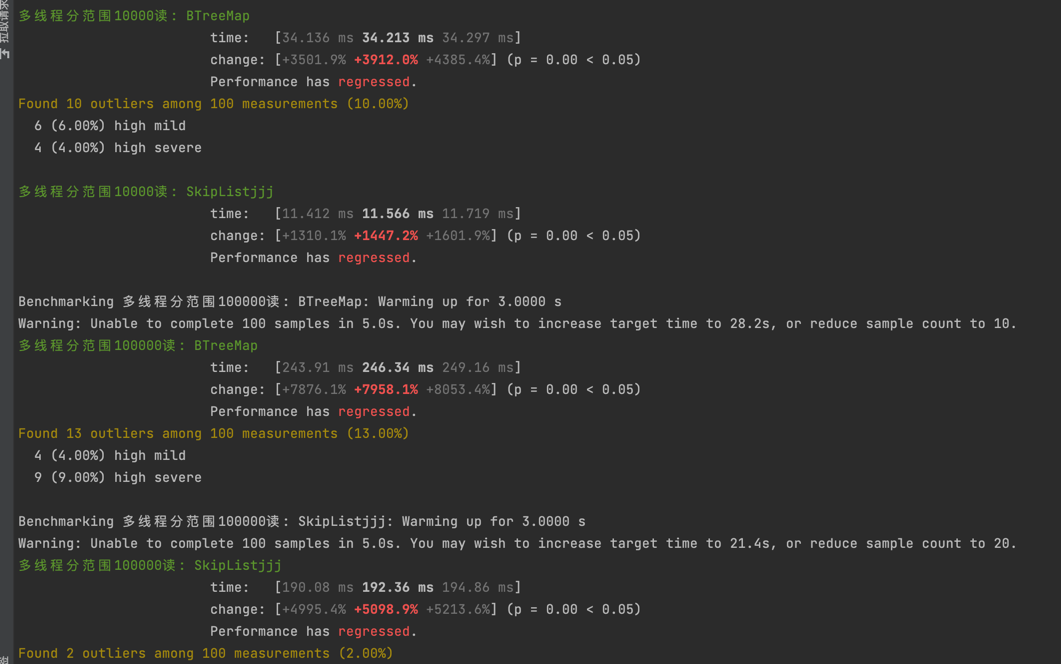 多线程分范围10000读: BTreeMap
time: [34.136 ms 34.213 ms 34.297 ms]
change: [+3501.9% +3912.0% +4385.4%] (p = 0.00 < 0.05)
Performance has regressed.
Found 10 outliers among 100 measurements (10.00%)
6 (6.00%) high mild
4 (4.00%) high severe
多线程分范围10000读: SkipListjjj
time: [11.412 ms 11.566 ms 11.719 ms]
change: [+1310.1% +1447.2% +1601.9%] (p = 0.00 < 0.05)
Performance has regressed.
Benchmarking 多线程分范围100000读: BTreeMap: Warming up for 3.0000 s
Warning: Unable to complete 100 samples in 5.0s. You may wish to increase target time to 28.2s, or reduce sample count to 10.
多线程分范围100000读: BTreeMap
time: [243.91 ms 246.34 ms 249.16 ms]
change: [+7876.1% +7958.1% +8053.4%] (p = 0.00 < 0.05)
Performance has regressed.
Found 13 outliers among 100 measurements (13.00%)
4 (4.00%) high mild
9 (9.00%) high severe
Benchmarking 多线程分范围100000读: SkipListjjj: Warming up for 3.0000 s
Warning: Unable to complete 100 samples in 5.0s. You may wish to increase target time to 21.4s, or reduce sample count to 20.
多线程分范围100000读: SkipListjjj
time: [190.08 ms 192.36 ms 194.86 ms]
change: [+4995.4% +5098.9% +5213.6%] (p = 0.00 < 0.05)
Performance has regressed.
Found 2 outliers among 100 measurements (2.00%)